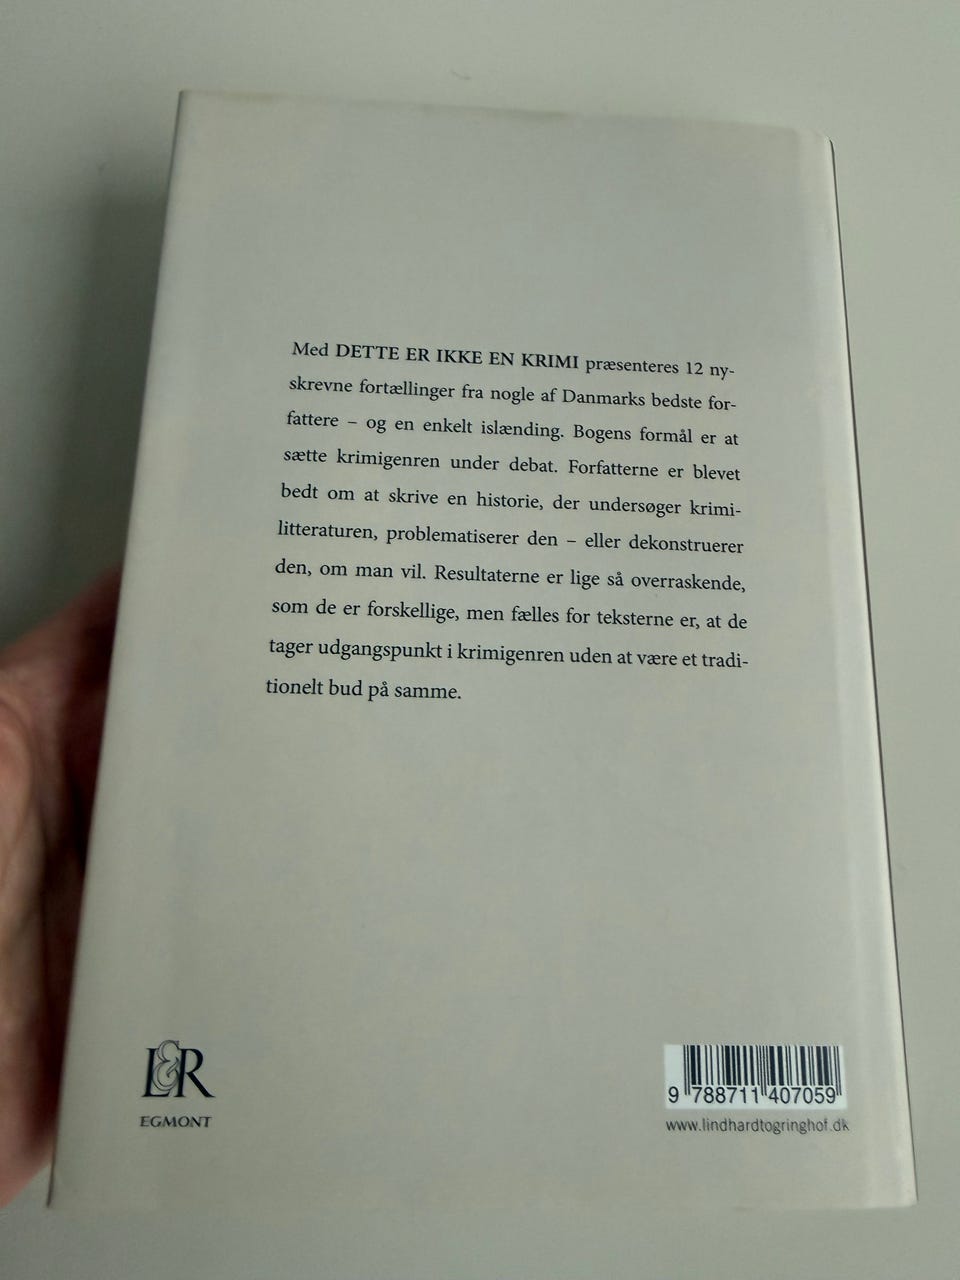 Med DETTE ER IKKE EN KRIMI præsenteres 12 ny-
skrevne fortællinger fra nogle af Danmarks bedste for-
fattere – og en enkelt islænding. Bogens formål er at
sætte krimigenren under debat. Forfatterne er blevet
bedt om at skrive en historie, der undersøger krimi-
litteraturen, problematiserer den – eller dekonstruerer
den, om man vil. Resultaterne er lige så overraskende,
som de er forskellige, men fælles for teksterne er, at de
tager udgangspunkt i krimigenren uden at være et tradi-
tionelt bud på samme.
L&R
EGMONT
9 788711 407059
www.lindhardtogringhof.dk